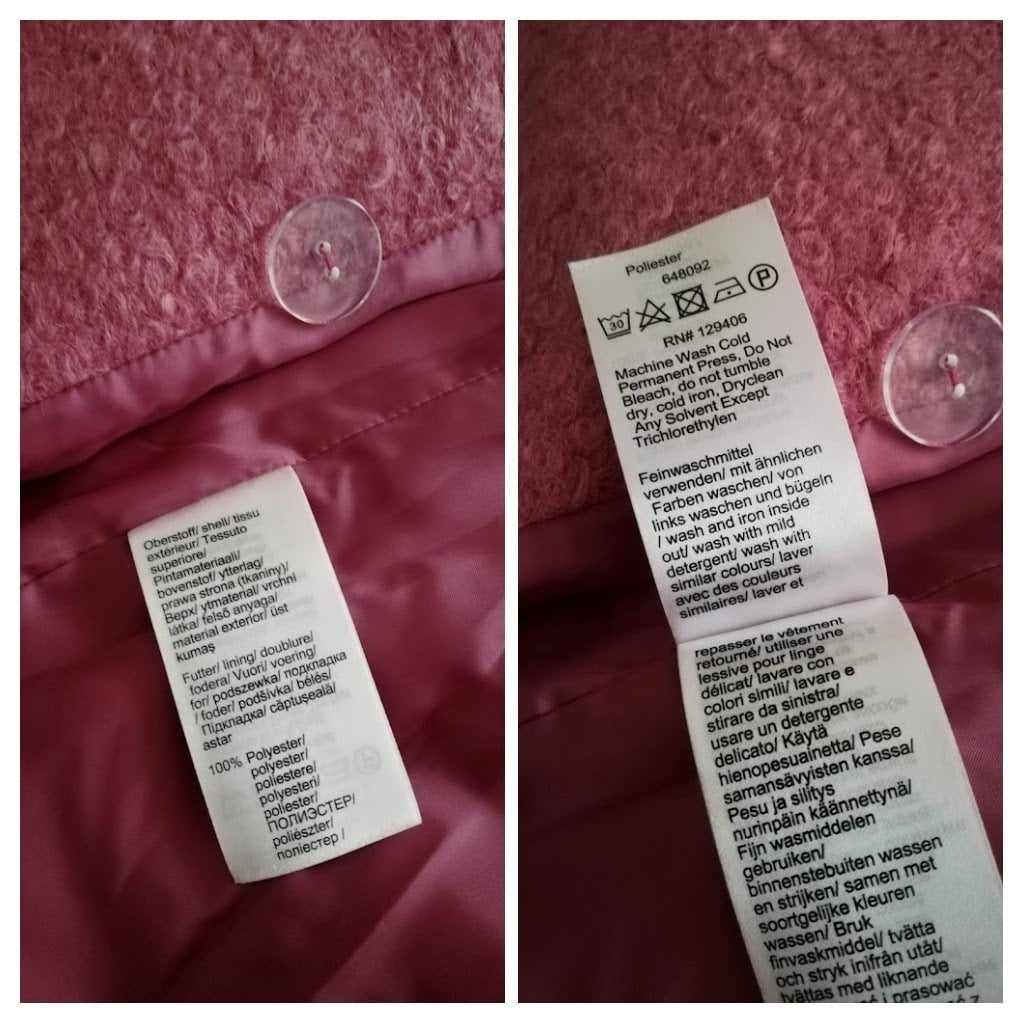 Oberstoff/ shell/ tissu
extérieur/ Tessuto
superiore/
Pintamateriaali/
bovenstof/ ytterlag/
prawa strona (tkaniny)/
Верх/ ytmaterial/ vrchní
látka/ felső anyaga/
material exterior/ üst
kumaş
Futter/ lining/ doublure/
fodera/ Vuori/ voering/
for/ podszewka/ подкладка
/ foder/ podšívka/ bélés/
Підкладка/ căptuşeală/
astar
100% Polyester/
polyester/
poliestere/
polyesteri/
poliester/
ПОЛИЭСТЕР/
poliészter/
поліестер /
Poliester
648092
30
P
RN# 129406
Machine Wash Cold
Permanent Press, Do Not
Bleach, do not tumble
dry, cold iron, Dryclean
Any Solvent Except
Trichlorethylen
Feinwaschmittel
verwenden/ mit ähnlichen
Farben waschen/ von
links waschen und bügeln
/ wash and iron inside
out/ wash with mild
detergent/ wash with
similar colours/ laver
avec des couleurs
similaires/ laver et
repasser le vêtement
retourné/ utiliser une
lessive pour linge
délicat/ lavare con
colori simili/ lavare e
stirare da sinistra/
usare un detergente
delicato/ Käytä
hienopesuainetta/ Pese
samansävyisten kanssa/
Pesu ja silitys
nurinpäin käännettynä/
Fijn wasmiddelen
gebruiken/
binnenstebuiten wassen
en strijken/ samen met
soortgelijke kleuren
wassen/ Bruk
finvaskmiddel/ tvätta
och stryk inifrån utåt/
tvättas med liknande
i prasować
z